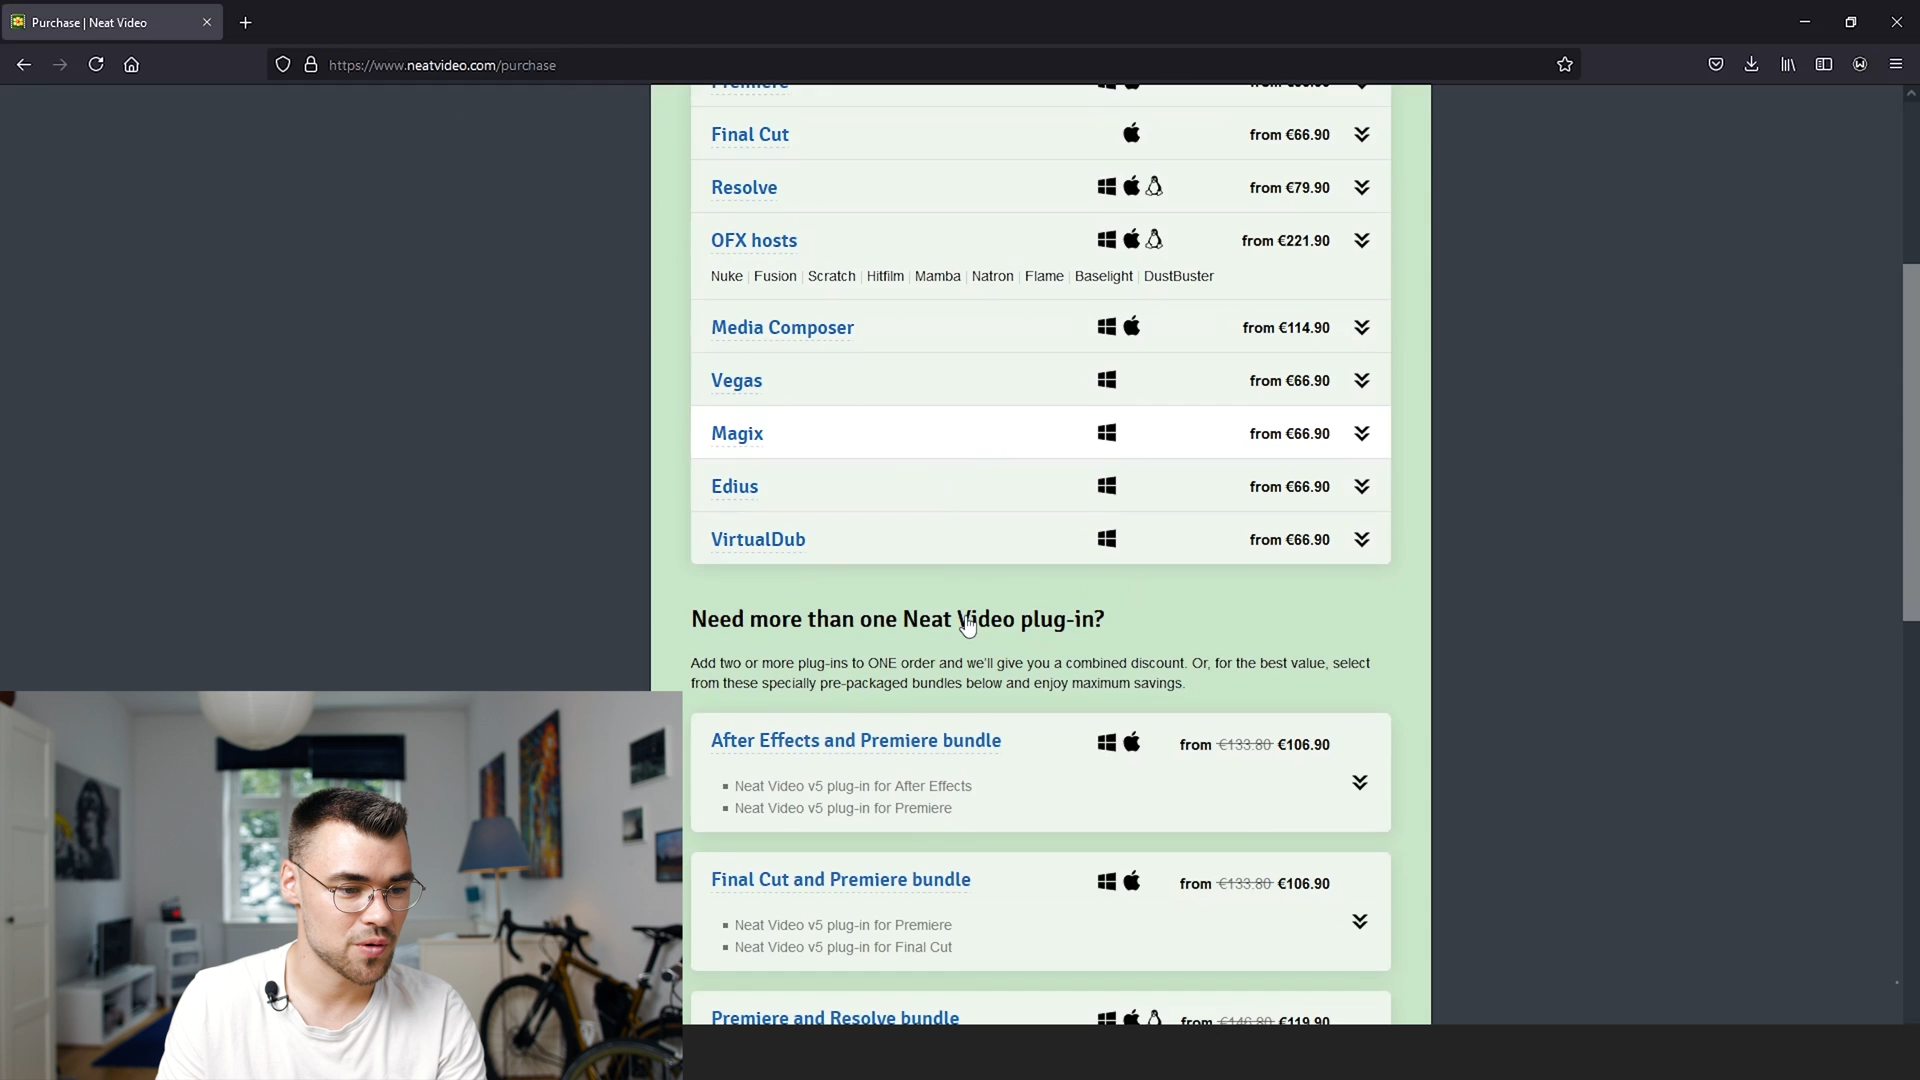 Purchase | Neat Video
https://www.neatvideo.com/purchase
Premiere
Final Cut from €66.90
Resolve from €79.90
OFX hosts from €221.90
Nuke | Fusion | Scratch | Hitfilm | Mamba | Natron | Flame | Baselight | DustBuster
Media Composer from €114.90
Vegas from €66.90
Magix from €66.90
Edius from €66.90
VirtualDub from €66.90
Need more than one Neat Video plug-in?
Add two or more plug-ins to ONE order and we'll give you a combined discount. Or, for the best value, select
from these specially pre-packaged bundles below and enjoy maximum savings.
After Effects and Premiere bundle from €133.80 €106.90
Neat Video v5 plug-in for After Effects
Neat Video v5 plug-in for Premiere
Final Cut and Premiere bundle from €133.80 €106.90
Neat Video v5 plug-in for Premiere
Neat Video v5 plug-in for Final Cut
Premiere and Resolve bundle from €146.80 €119.90